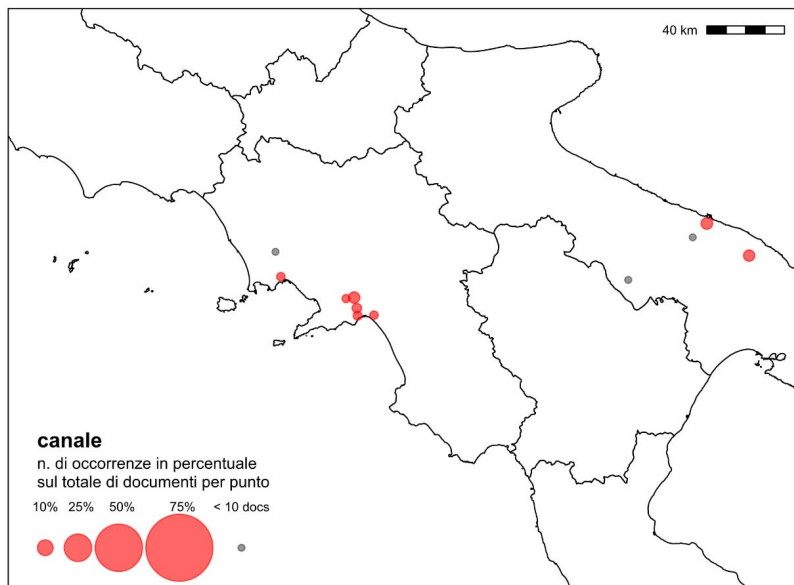 40 km
canale
n. di occorrenze in percentuale
sul totale di documenti per punto
10% 25% 50% 75% < 10 docs